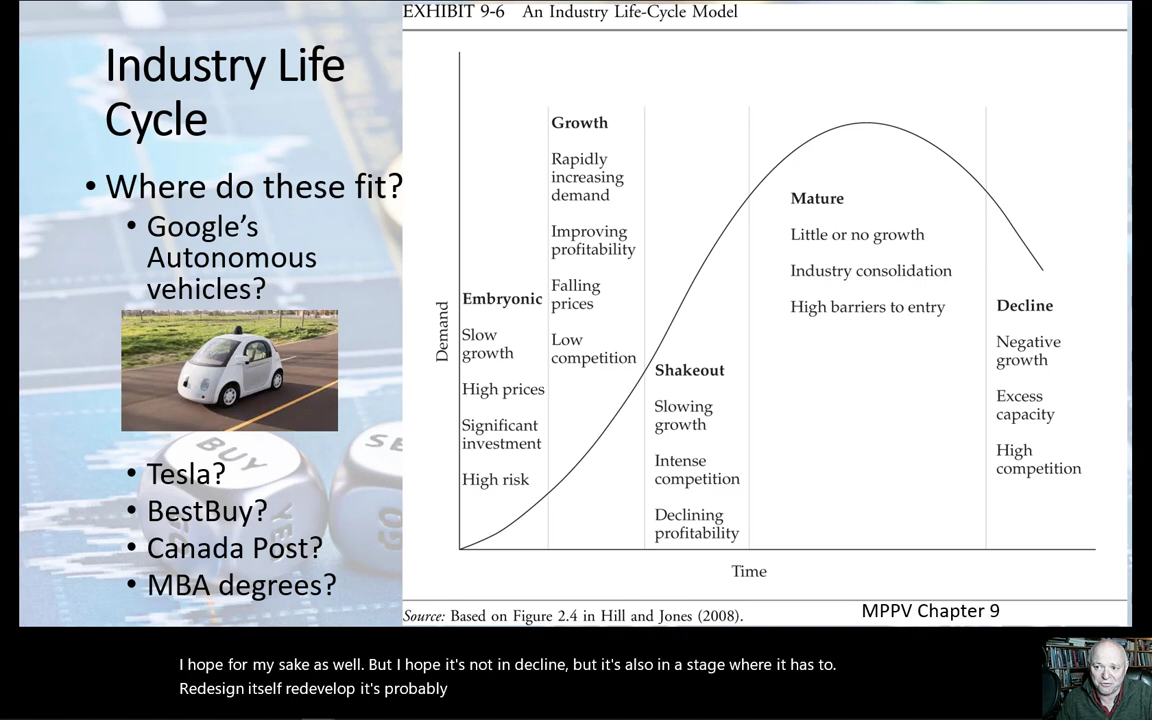 Industry Life
Cycle
• Where do these fit?
• Google's
Autonomous
vehicles?
• Tesla?
• BestBuy?
• Canada Post?
• MBA degrees?
BUY
YES
SE
GO
EXHIBIT 9-6 An Industry Life-Cycle Model
Demand
Embryonic
Slow
growth
High prices
Significant
investment
High risk
Growth
Rapidly
increasing
demand
Improving
profitability
Falling
prices
Low
competition
Shakeout
Slowing
growth
Intense
competition
Declining
profitability
Mature
Little or no growth
Industry consolidation
High barriers to entry
Decline
Negative
growth
Excess
capacity
High
competition
Time
Source: Based on Figure 2.4 in Hill and Jones (2008).
MPPV Chapter 9
I hope for my sake as well. But I hope it's not in decline, but it's also in a stage where it has to.
Redesign itself redevelop it's probably